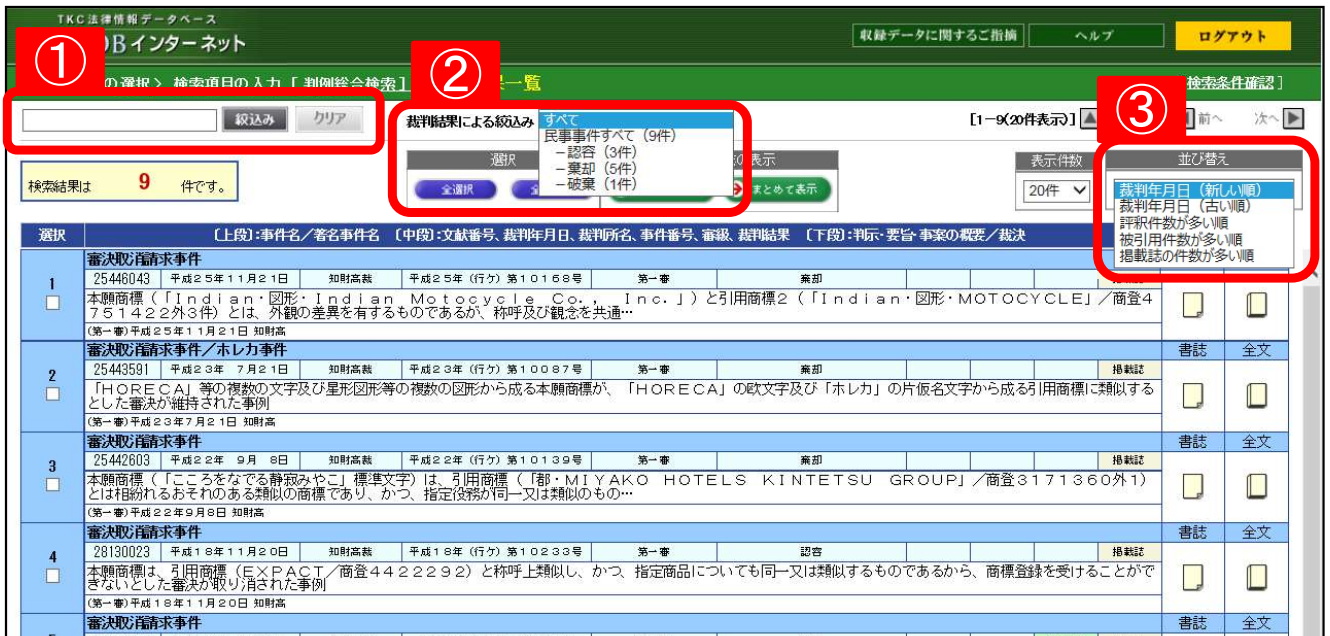 TKC法律情報データベース
Bインターネット
収録データに関するご指摘 ヘルプ ログアウト
①
の選択> 検索項目の入力 [ 判例総合検索]
②
果一覧
③
検索条件確認]
絞込み クリア
裁判結果による絞込み すべて
民事事件すべて (9件)
－認容 (3件)
－棄却 (5件)
－破棄 (1件)
[1－9(20件表示)]
前へ 次へ
選択
全選択
の表示
まとめて表示
表示件数
20件
並び替え
裁判年月日 (新しい順)
裁判年月日 (古い順)
評釈件数が多い順
被引用件数が多い順
掲載誌の件数が多い順
検索結果は 9 件です。
選択 〔上段〕:事件名/著名事件名 〔中段〕:文献番号、裁判年月日、裁判所名、事件番号、審級、裁判結果 〔下段〕:判示・要旨・事案の概要/裁決
1
審決取消請求事件
25446043 平成25年11月21日 知財高裁 平成25年(行ケ)第10168号 第一審 棄却
本願商標(「Indian・図形・Indian Motocycle Co., Inc.」)と引用商標2(「Indian・図形・MOTOCYCLE」/商登4
751422外3件)とは、外観の差異を有するものであるが、称呼及び観念を共通…
(第一審)平成25年11月21日 知財高
2
審決取消請求事件/ホレカ事件 書誌 全文
25443591 平成23年 7月21日 知財高裁 平成23年(行ケ)第10087号 第一審 棄却 掲載誌
「HORECA」等の複数の文字及び星形図形等の複数の図形から成る本願商標が、「HORECA」の欧文字及び「ホレカ」の片仮名文字から成る引用商標に類似する
とした審決が維持された事例
(第一審)平成23年7月21日 知財高
3
審決取消請求事件 書誌 全文
25442603 平成22年 9月 8日 知財高裁 平成22年(行ケ)第10139号 第一審 棄却 掲載誌
本願商標(「こころをなでる静寂みやこ」標準文字)は、引用商標(「都・MIYAKO HOTELS KINTETSU GROUP」/商登3171360外1)
とは相紛れるおそれのある類似の商標であり、かつ、指定役務が同一又は類似のもの…
(第一審)平成22年9月8日 知財高
4
審決取消請求事件 書誌 全文
28130023 平成18年11月20日 知財高裁 平成18年(行ケ)第10233号 第一審 認容 掲載誌
本願商標は、引用商標(EXPACT/商登4422292)と称呼上類似し、かつ、指定商品についても同一又は類似するものであるから、商標登録を受けることがで
きないとした審決が取り消された事例
(第一審)平成18年11月20日 知財高
審決取消請求事件 書誌 全文